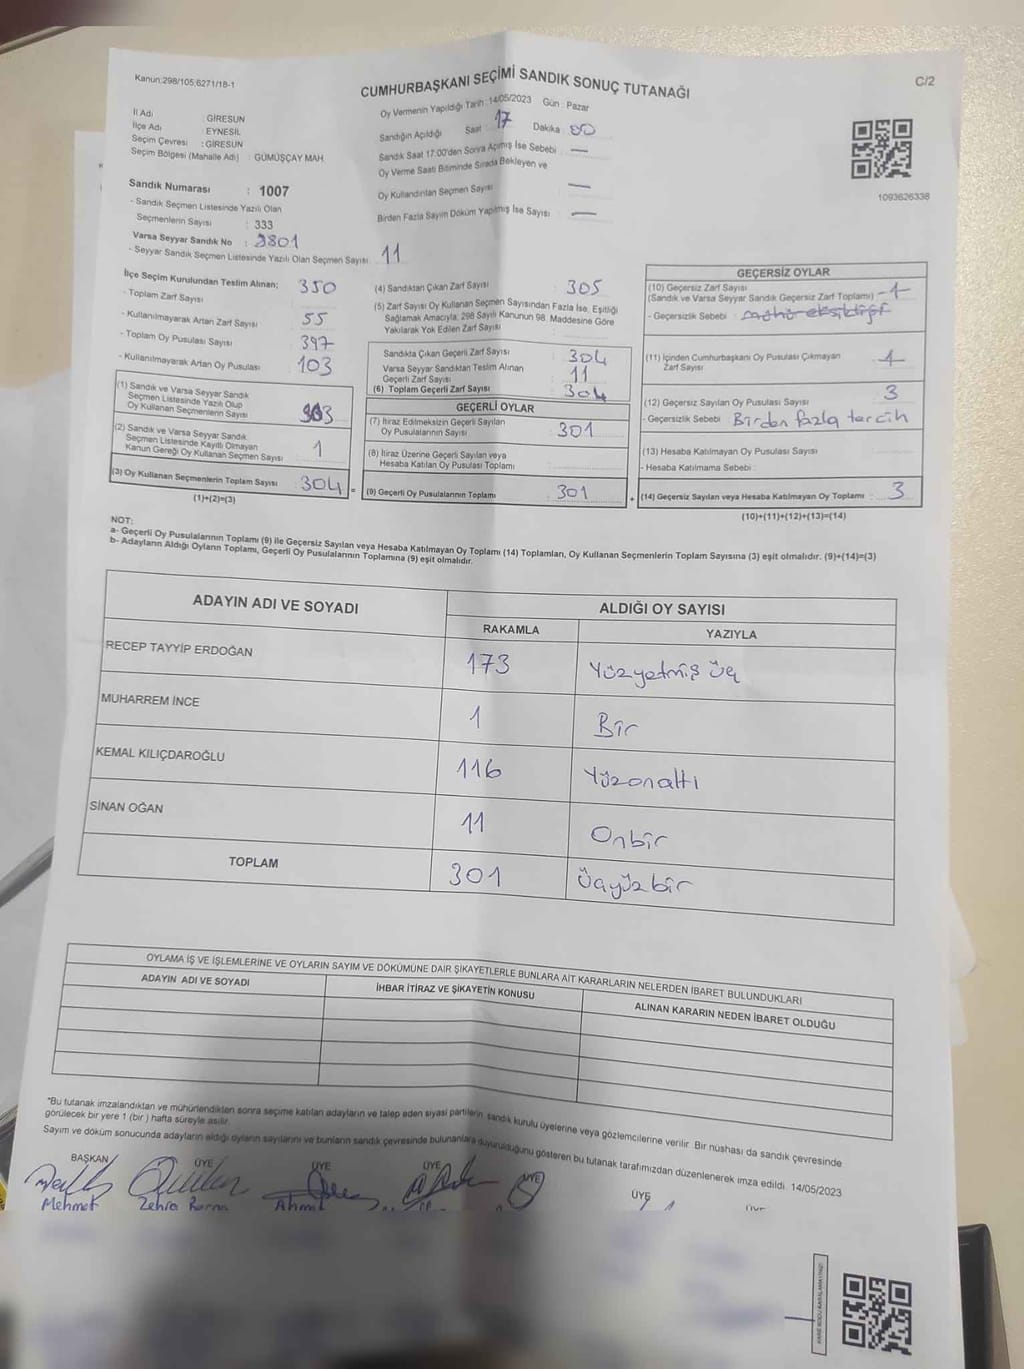 Kanun:298/105,6271/18-1
C/2
CUMHURBAŞKANI SEÇİMİ SANDIK SONUÇ TUTANAĞI
Oy Vermenin Yapıldığı Tarih :14/05/2023 Gün : Pazar
İl Adı : GİRESUN
İlçe Adı : EYNESİL
Seçim Çevresi : GİRESUN
Seçim Bölgesi (Mahalle Adı) : GÜMÜŞÇAY MAH
Sandığın Açıldığı Saat : 17 Dakika : 00
Sandık Saat 17:00'den Sonra Açılmış İse Sebebi : —
Oy Verme Saati Bitiminde Sırada Bekleyen ve
Oy Kullandırılan Seçmen Sayısı —
Birden Fazla Sayım Döküm Yapılmış İse Sayısı : —
1093626338
Sandık Numarası : 1007
- Sandık Seçmen Listesinde Yazılı Olan
Seçmenlerin Sayısı : 333
Varsa Seyyar Sandık No : 3801
- Seyyar Sandık Seçmen Listesinde Yazılı Olan Seçmen Sayısı : 11
İlçe Seçim Kurulundan Teslim Alınan;
- Toplam Zarf Sayısı 350
- Kullanılmayarak Artan Zarf Sayısı 55
- Toplam Oy Pusulası Sayısı 397
- Kullanılmayarak Artan Oy Pusulası 103
(1) Sandık ve Varsa Seyyar Sandık
Seçmen Listesinde Yazılı Olup
Oy Kullanan Seçmenlerin Sayısı 303
(2) Sandık ve Varsa Seyyar Sandık
Seçmen Listesinde Kayıtlı Olmayan
Kanun Gereği Oy Kullanan Seçmen Sayısı 1
(3) Oy Kullanan Seçmenlerin Toplam Sayısı : 304 =
(1)+(2)=(3)
(4) Sandıktan Çıkan Zarf Sayısı 305
(5) Zarf Sayısı Oy Kullanan Seçmen Sayısından Fazla İse, Eşitliği
Sağlamak Amacıyla, 298 Sayılı Kanunun 98. Maddesine Göre
Yakılarak Yok Edilen Zarf Sayısı
Sandıkta Çıkan Geçerli Zarf Sayısı : 304
Varsa Seyyar Sandıktan Teslim Alınan
Geçerli Zarf Sayısı 11
(6) Toplam Geçerli Zarf Sayısı 304
GEÇERLİ OYLAR
(7) İtiraz Edilmeksizin Geçerli Sayılan
Oy Pusulalarının Sayısı 301
(8) İtiraz Üzerine Geçerli Sayılan veya
Hesaba Katılan Oy Pusulası Toplamı
(9) Geçerli Oy Pusulalarının Toplamı 301 +
GEÇERSİZ OYLAR
(10) Geçersiz Zarf Sayısı
(Sandık ve Varsa Seyyar Sandık Geçersiz Zarf Toplamı) - 1
- Geçersizlik Sebebi : mühür eksikliği
(11) İçinden Cumhurbaşkanı Oy Pusulası Çıkmayan
Zarf Sayısı 1
(12) Geçersiz Sayılan Oy Pusulası Sayısı 3
- Geçersizlik Sebebi Birden fazla tercih
(13) Hesaba Katılmayan Oy Pusulası Sayısı
- Hesaba Katılmama Sebebi :
(14) Geçersiz Sayılan veya Hesaba Katılmayan Oy Toplamı : 3
(10)+(11)+(12)+(13)=(14)
NOT:
a- Geçerli Oy Pusulalarının Toplamı (9) ile Geçersiz Sayılan veya Hesaba Katılmayan Oy Toplamı (14) Toplamları, Oy Kullanan Seçmenlerin Toplam Sayısına (3) eşit olmalıdır. (9)+(14)=(3)
b- Adayların Aldığı Oyların Toplamı, Geçerli Oy Pusulalarının Toplamına (9) eşit olmalıdır.
ADAYIN ADI VE SOYADI ALDIĞI OY SAYISI
RAKAMLA YAZIYLA
RECEP TAYYİP ERDOĞAN 173 Yüzyetmiş üç
MUHARREM İNCE 1 Bir
KEMAL KILIÇDAROĞLU 116 Yüzonaltı
SİNAN OĞAN 11 Onbir
TOPLAM 301 Üçyüzbir
OYLAMA İŞ VE İŞLEMLERİNE VE OYLARIN SAYIM VE DÖKÜMÜNE DAİR ŞİKAYETLERLE BUNLARA AİT KARARLARIN NELERDEN İBARET BULUNDUKLARI
ADAYIN ADI VE SOYADI İHBAR İTİRAZ VE ŞİKAYETİN KONUSU ALINAN KARARIN NEDEN İBARET OLDUĞU
*Bu tutanak imzalandıktan ve mühürlendikten sonra seçime katılan adayların ve talep eden siyasi partilerin, sandık kurulu üyelerine veya gözlemcilerine verilir. Bir nüshası da sandık çevresinde
görülecek bir yere 1 (bir ) hafta süreyle asılır.
Sayım ve döküm sonucunda adayların aldığı oyların sayılarını ve bunların sandık çevresinde bulunanlara duyurulduğunu gösteren bu tutanak tarafımızdan düzenlenerek imza edildi. 14/05/2023
BAŞKAN ÜYE ÜYE ÜYE ÜYE ÜYE ÜYE
Mehmet Zehra Ahmet